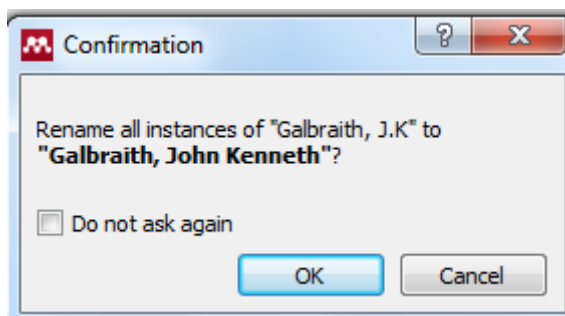 Confirmation
Rename all instances of "Galbraith, J.K" to
"Galbraith, John Kenneth"?
Do not ask again
OK
Cancel